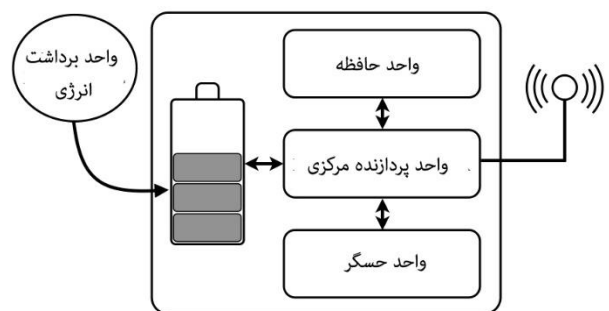 واحد برداشت
انرژی
واحد حافظه
واحد پردازنده مرکزی
واحد حسگر